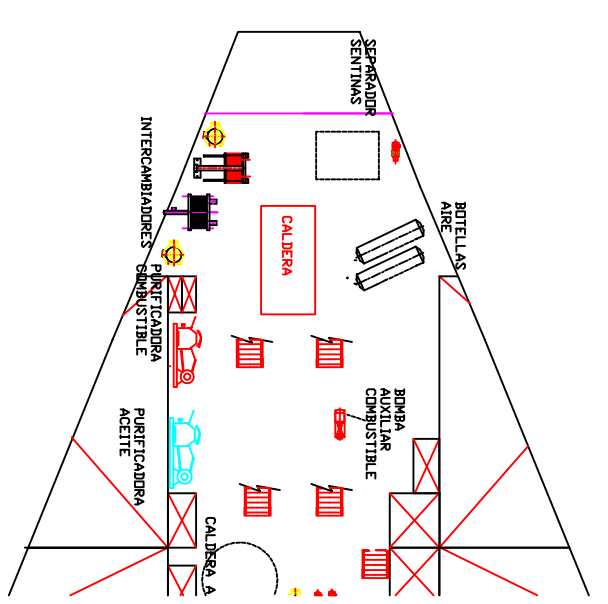 SEPARADOR
SENTINAS
INTERCAMBIADORES
BOTELLAS
AIRE
CALDERA
PURIFICADORA
COMBUSTIBLE
BOMBA
AUXILIAR
COMBUSTIBLE
PURIFICADORA
ACEITE
CALDERA A